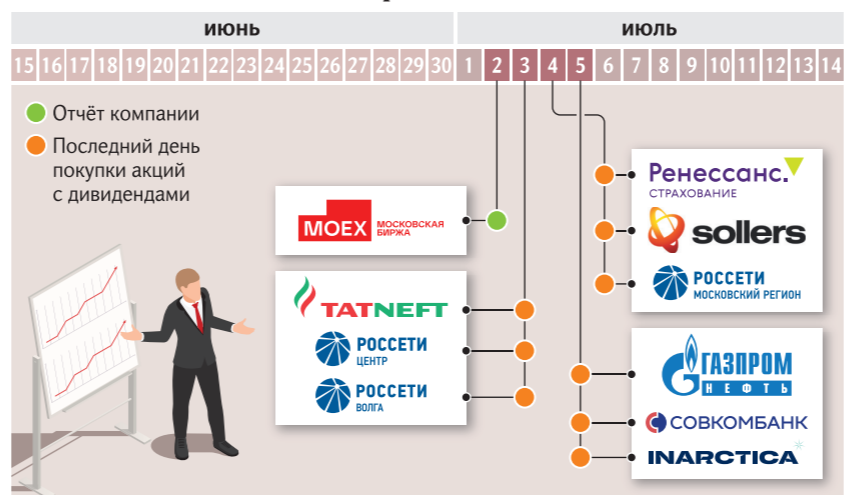 ИЮНЬ ИЮЛЬ
15 16 17 18 19 20 21 22 23 24 25 26 27 28 29 30 1 2 3 4 5 6 7 8 9 10 11 12 13 14
Отчёт компании
Последний день
покупки акций
с дивидендами
MOEX МОСКОВСКАЯ
БИРЖА
TATNEFT
РОССЕТИ
ЦЕНТР
РОССЕТИ
ВОЛГА
Ренессанс.
СТРАХОВАНИЕ
sollers
РОССЕТИ
МОСКОВСКИЙ РЕГИОН
ГАЗПРОМ
НЕФТЬ
СОВКОМБАНК
INARCTICA